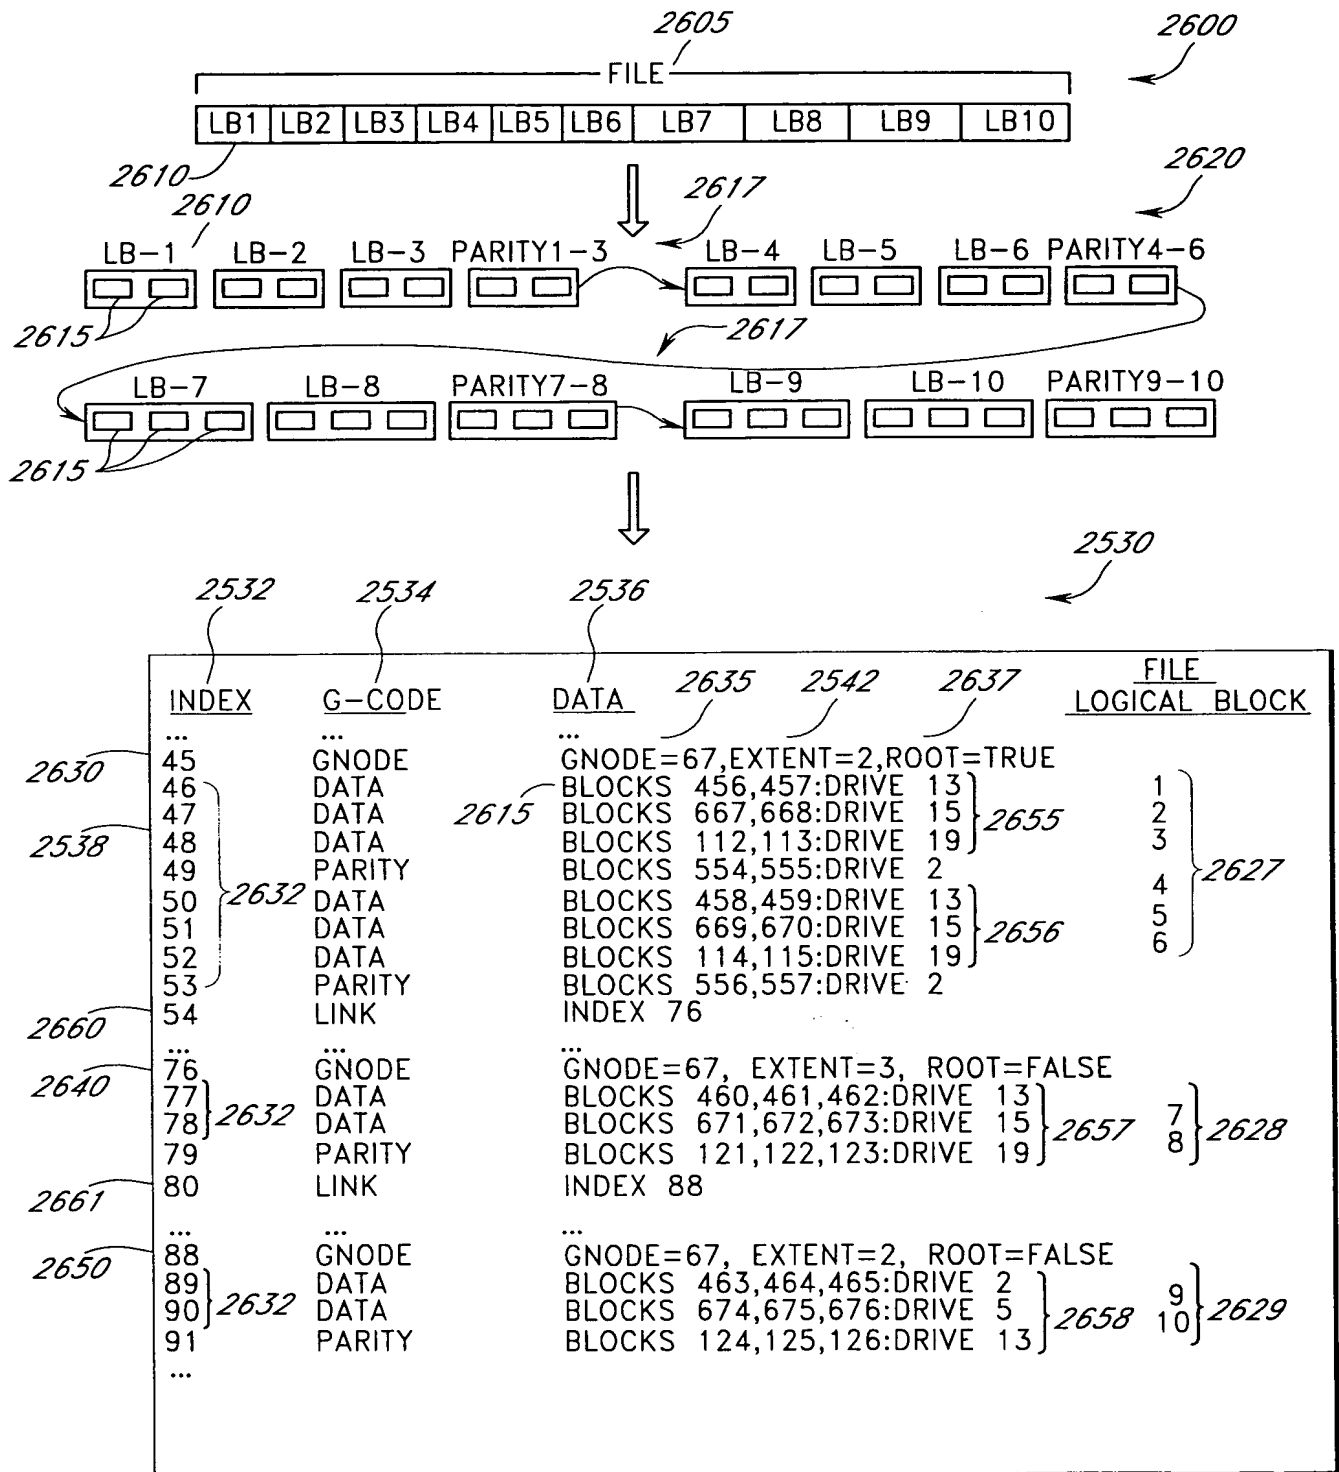 2605
2600
FILE
LB1 LB2 LB3 LB4 LB5 LB6 LB7 LB8 LB9 LB10
2610
2620
2610
2617
LB-1 LB-2 LB-3 PARITY1-3 LB-4 LB-5 LB-6 PARITY4-6
2615
2617
LB-7 LB-8 PARITY7-8 LB-9 LB-10 PARITY9-10
2615
2530
2532 2534 2536
2635 2542 2637
FILE
INDEX G-CODE DATA LOGICAL BLOCK
... ...
2630 45 GNODE GNODE=67,EXTENT=2,ROOT=TRUE
46 DATA 2615 BLOCKS 456,457:DRIVE 13 1
47 DATA BLOCKS 667,668:DRIVE 15 2655 2
2538 48 DATA BLOCKS 112,113:DRIVE 19 3
49 PARITY BLOCKS 554,555:DRIVE 2 2627
2632 50 DATA BLOCKS 458,459:DRIVE 13 4
51 DATA BLOCKS 669,670:DRIVE 15 2656 5
52 DATA BLOCKS 114,115:DRIVE 19 6
53 PARITY BLOCKS 556,557:DRIVE 2
2660 54 LINK INDEX 76
... ... ...
2640 76 GNODE GNODE=67, EXTENT=3, ROOT=FALSE
77 DATA BLOCKS 460,461,462:DRIVE 13 7
78 2632 DATA BLOCKS 671,672,673:DRIVE 15 2657 8 2628
79 PARITY BLOCKS 121,122,123:DRIVE 19
2661 80 LINK INDEX 88
... ... ...
2650 88 GNODE GNODE=67, EXTENT=2, ROOT=FALSE
89 DATA BLOCKS 463,464,465:DRIVE 2 9
90 2632 DATA BLOCKS 674,675,676:DRIVE 5 2658 10 2629
91 PARITY BLOCKS 124,125,126:DRIVE 13
...